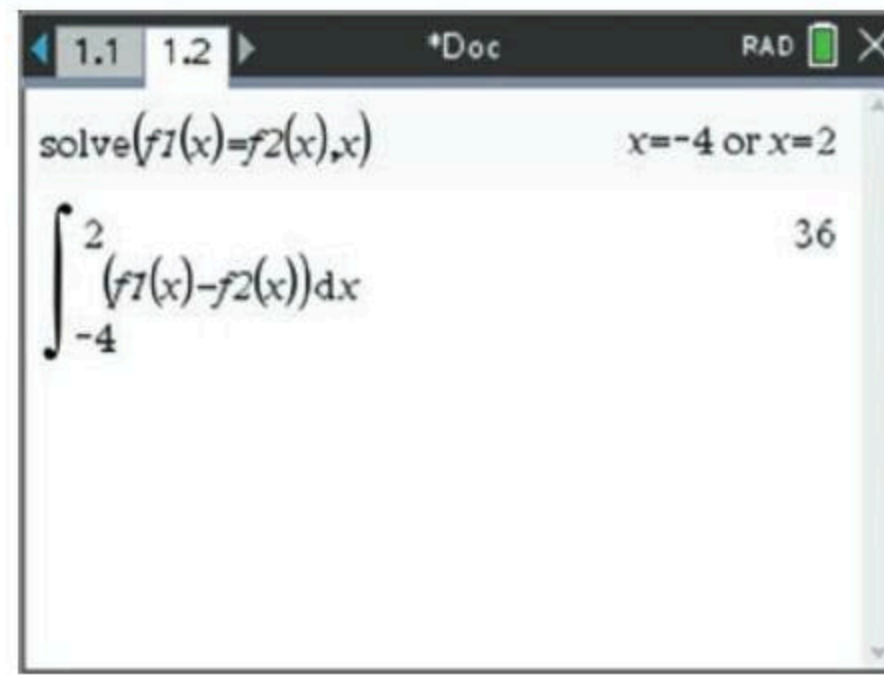 1.1 1.2 *Doc RAD
solve(f1(x)=f2(x),x) x=-4 or x=2
∫ 2 -4 (f1(x)-f2(x))dx 36